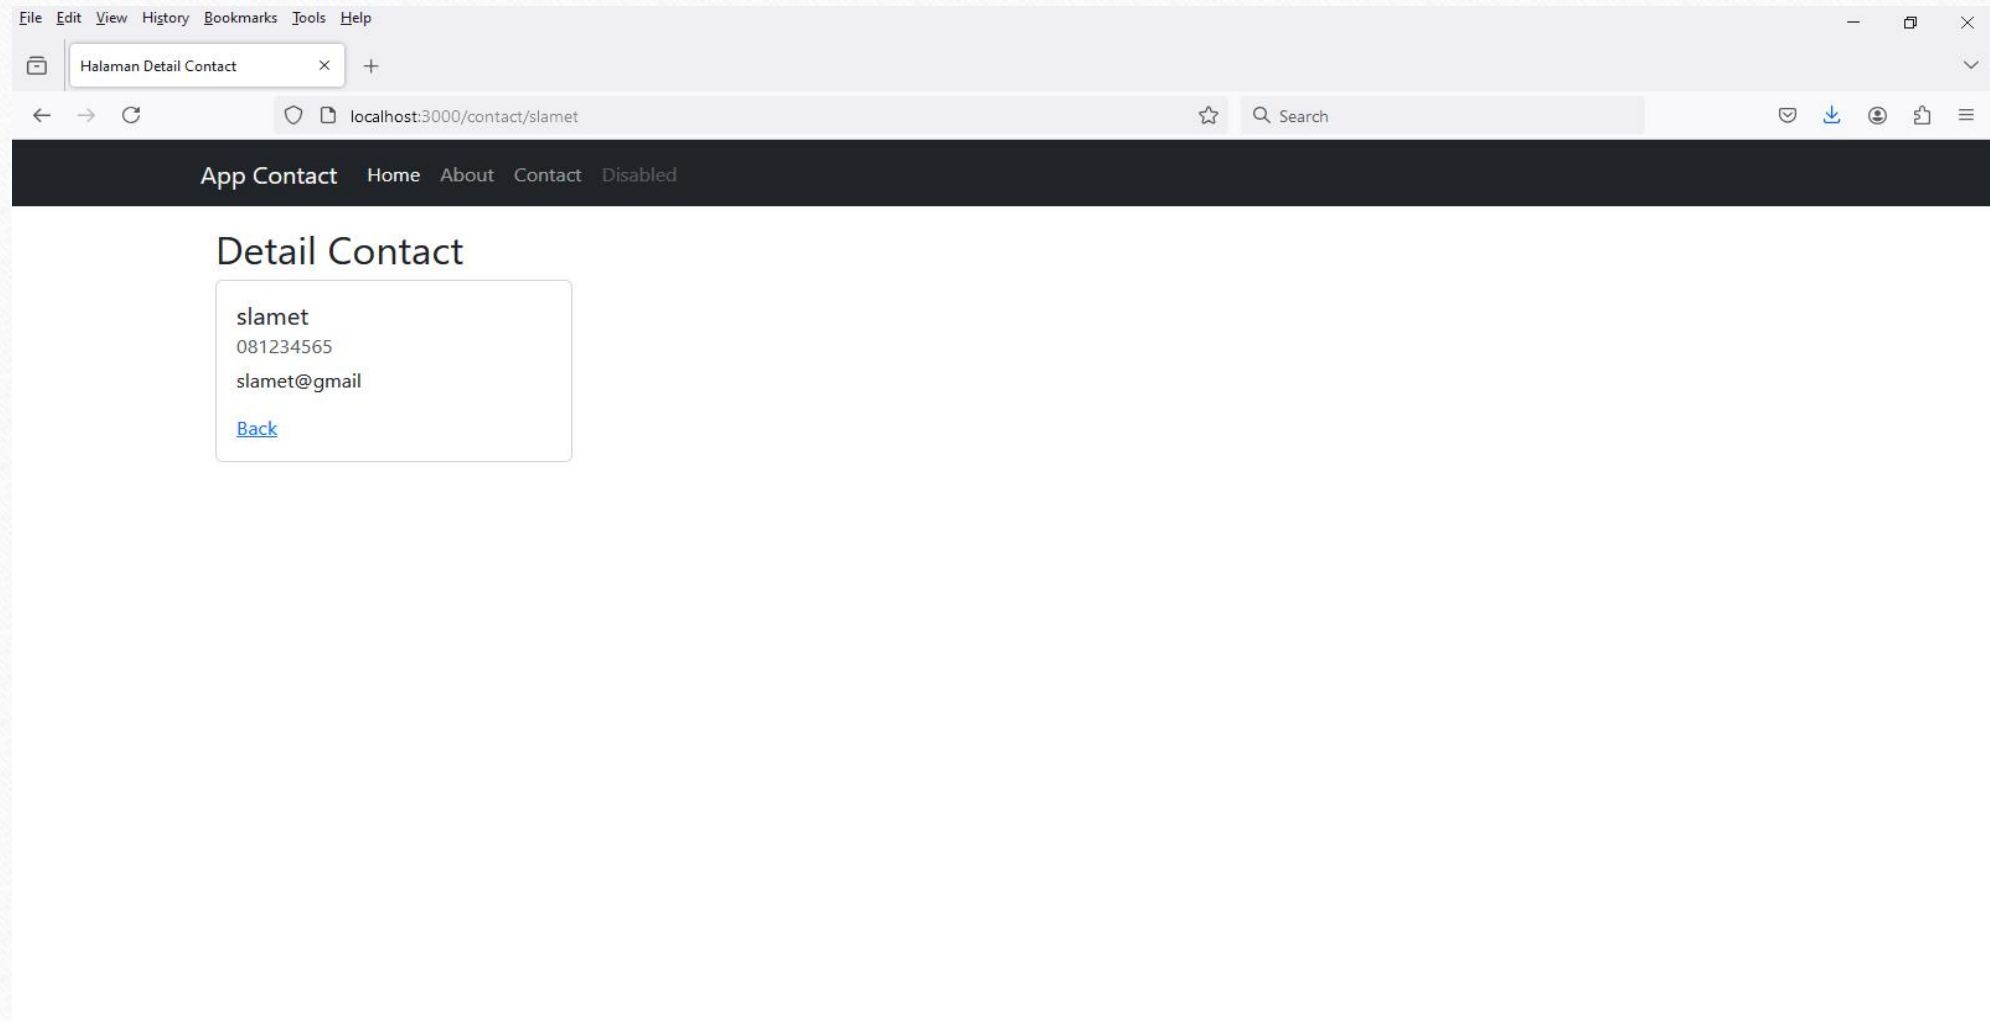 File Edit View History Bookmarks Tools Help
Halaman Detail Contact
localhost:3000/contact/slamet
Search
App Contact Home About Contact Disabled
Detail Contact
slamet
081234565
slamet@gmail
Back